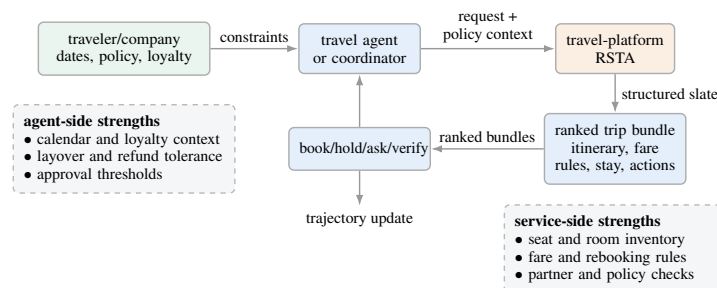 traveler/company
dates, policy, loyalty
constraints
travel agent
or coordinator
request +
policy context
travel-platform
RSTA
structured slate
agent-side strengths
● calendar and loyalty context
● layover and refund tolerance
● approval thresholds
book/hold/ask/verify
ranked bundles
ranked trip bundle
itinerary, fare
rules, stay, actions
trajectory update
service-side strengths
● seat and room inventory
● fare and rebooking rules
● partner and policy checks